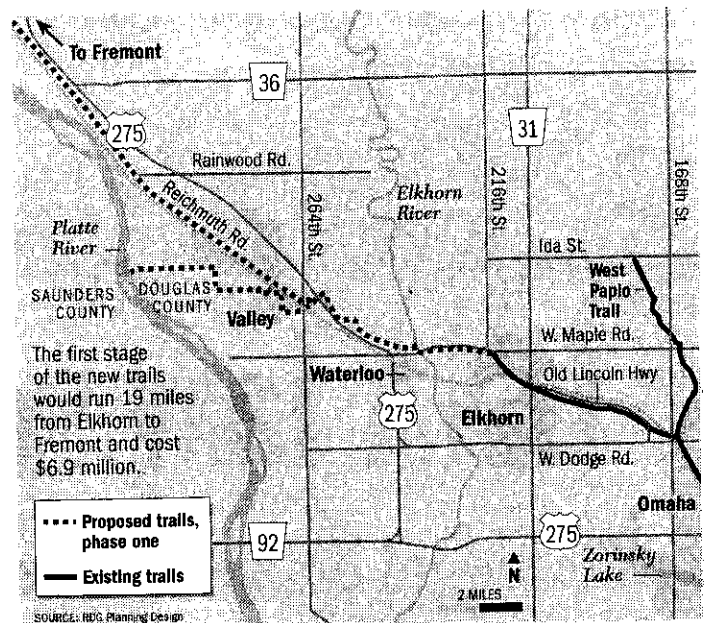 To Fremont
36
275
31
Rainwood Rd.
Reichmuth Rd.
264th St.
Elkhorn
River
216th St.
168th St.
Platte
River
Ida St.
SAUNDERS
COUNTY
DOUGLAS
COUNTY
West
Papio
Trail
Valley
W. Maple Rd.
The first stage
of the new trails
would run 19 miles
from Elkhorn to
Fremont and cost
$6.9 million.
Waterloo
Old Lincoln Hwy
275
Elkhorn
W. Dodge Rd.
Omaha
Proposed trails,
phase one
Existing trails
92
275
Zorinsky
Lake
N
2 MILES
SOURCE: RDG Planning Design